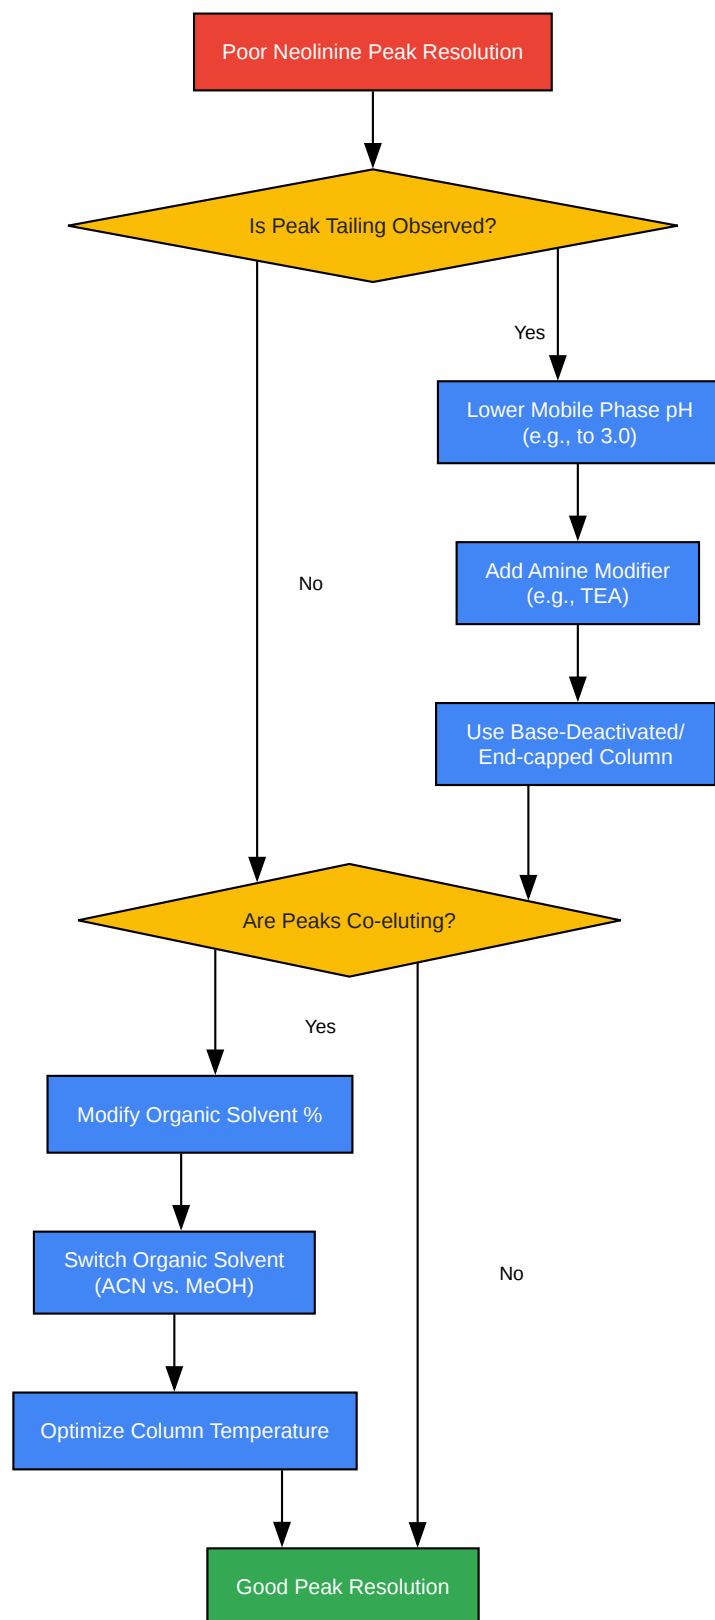 Poor Neolinine Peak Resolution
Is Peak Tailing Observed?
Yes
Lower Mobile Phase pH
(e.g., to 3.0)
Add Amine Modifier
(e.g., TEA)
No
Use Base-Deactivated/
End-capped Column
Are Peaks Co-eluting?
Yes
Modify Organic Solvent %
Switch Organic Solvent
(ACN vs. MeOH)
No
Optimize Column Temperature
Good Peak Resolution